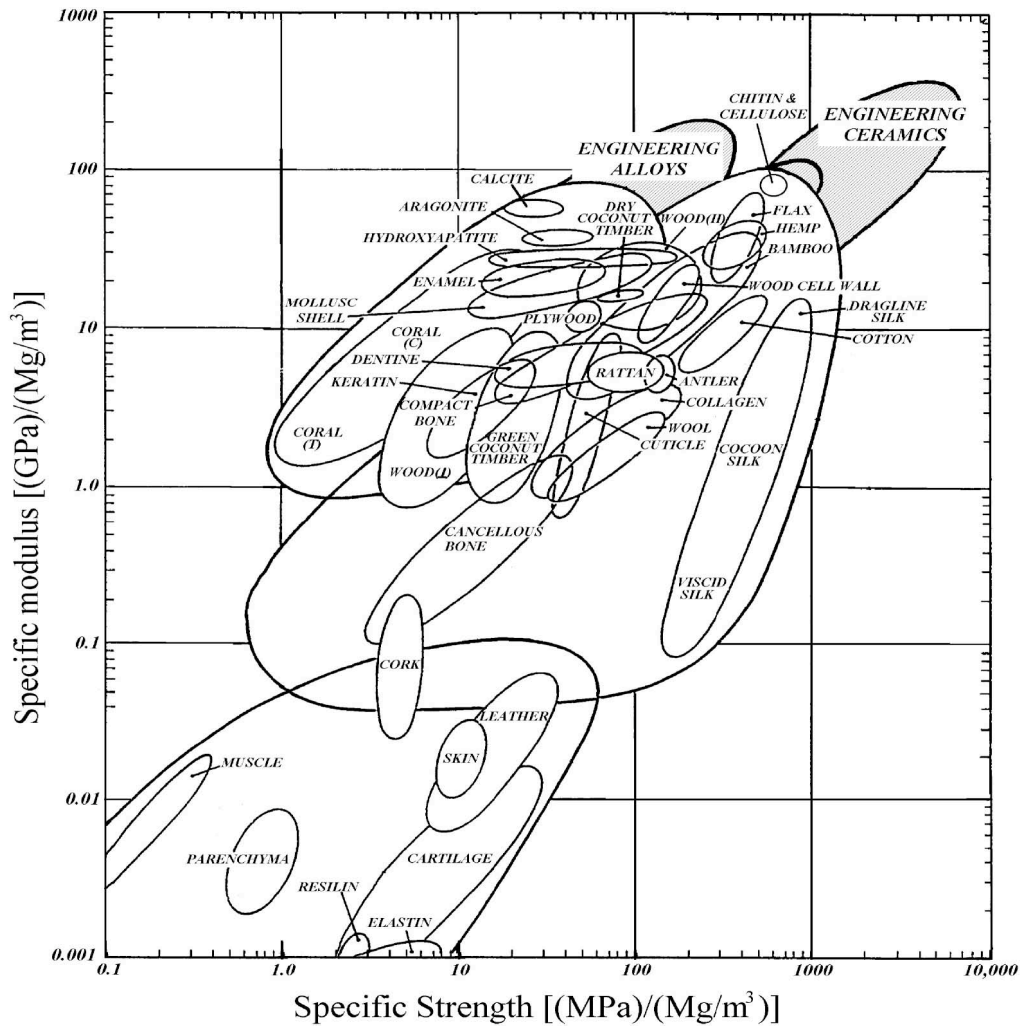 1000
CHITIN &
CELLULOSE
ENGINEERING
CERAMICS
ENGINEERING
ALLOYS
100
CALCITE
DRY
COCONUT
TIMBER
WOOD(II)
FLAX
ARAGONITE
HEMP
HYDROXYAPATITE
BAMBOO
ENAMEL
WOOD CELL WALL
MOLLUSC
SHELL
DRAGLINE
SILK
PLYWOOD
10
CORAL
(C)
COTTON
DENTINE
RATTAN
ANTLER
KERATIN
COMPACT
BONE
COLLAGEN
CORAL
(T)
GREEN
COCONUT
TIMBER
WOOL
CUTICLE
COCOON
SILK
WOOD(⊥)
1.0
CANCELLOUS
BONE
VISCID
SILK
0.1
CORK
LEATHER
SKIN
MUSCLE
0.01
PARENCHYMA
CARTILAGE
RESILIN
ELASTIN
0.001
0.1
1.0
10
100
1000
10,000
Specific modulus [(GPa)/(Mg/m³)]
Specific Strength [(MPa)/(Mg/m³)]